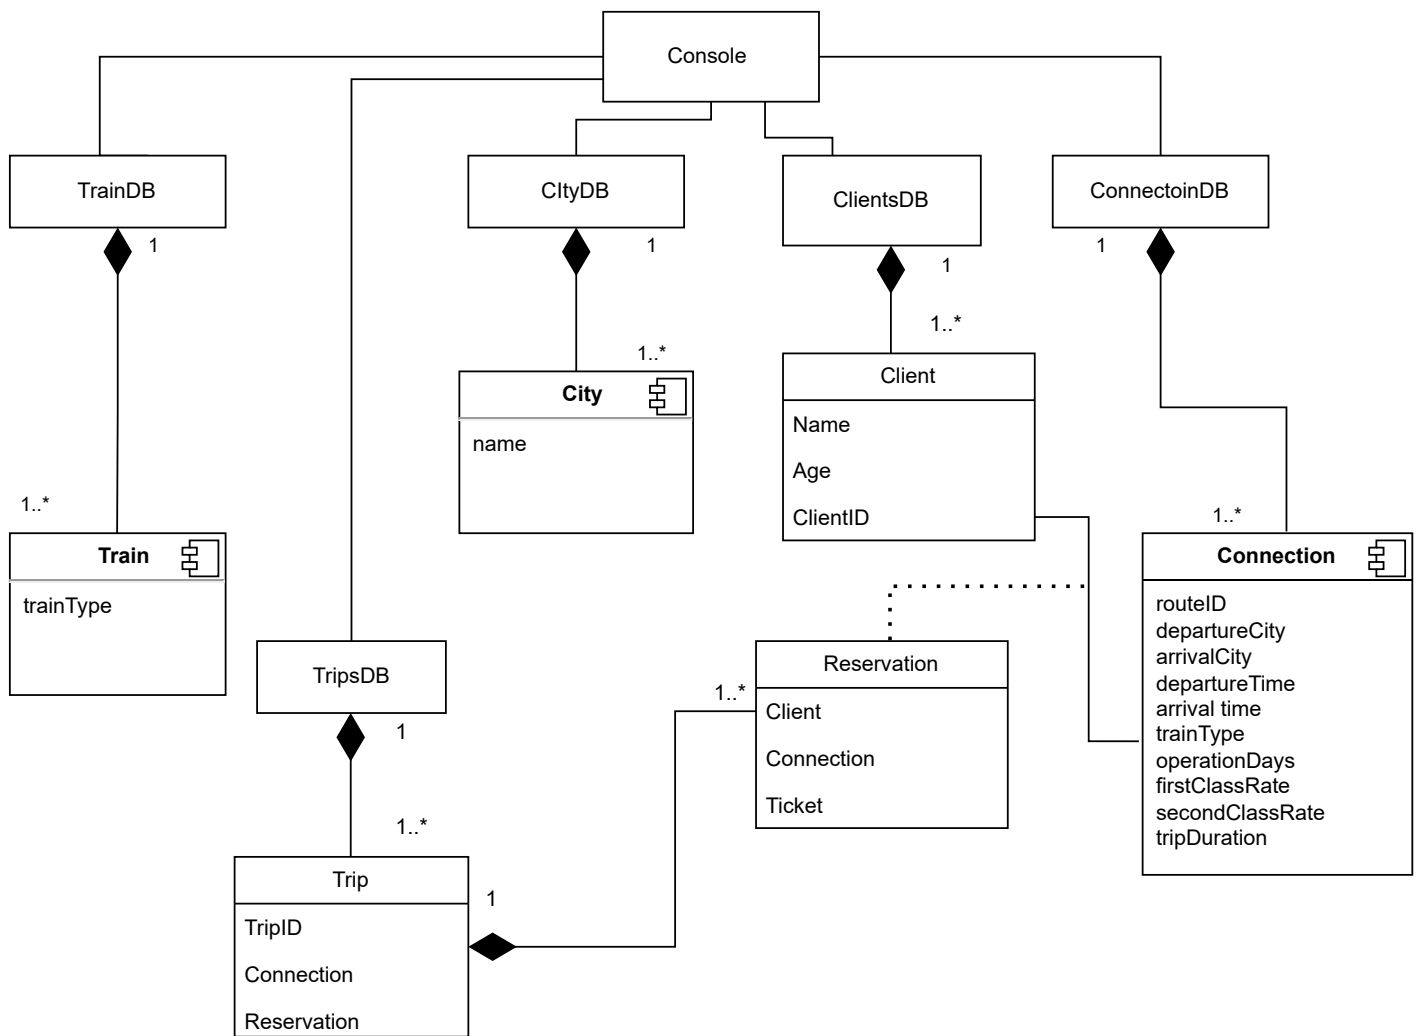 Console
TrainDB
CItyDB
ClientsDB
ConnectoinDB
1
1
1
1
1..*
1..*
Client
City
name
Name
Age
ClientID
1..*
1..*
Train
trainType
Connection
routeID
departureCity
arrivalCity
departureTime
arrival time
trainType
operationDays
firstClassRate
secondClassRate
tripDuration
TripsDB
1
Reservation
1..*
Client
Connection
Ticket
1..*
Trip
1
TripID
Connection
Reservation